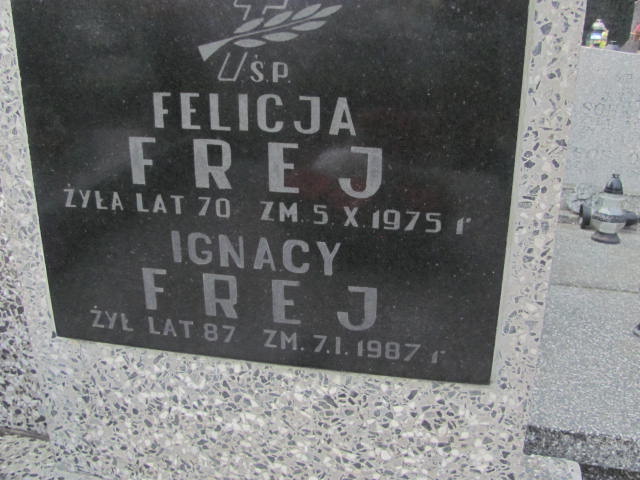 Ś.P.
FELICJA
FREJ
ŻYŁA LAT 70 ZM. 5.X.1975 r
IGNACY
FREJ
ŻYŁ LAT 87 ZM. 7.I.1987 r